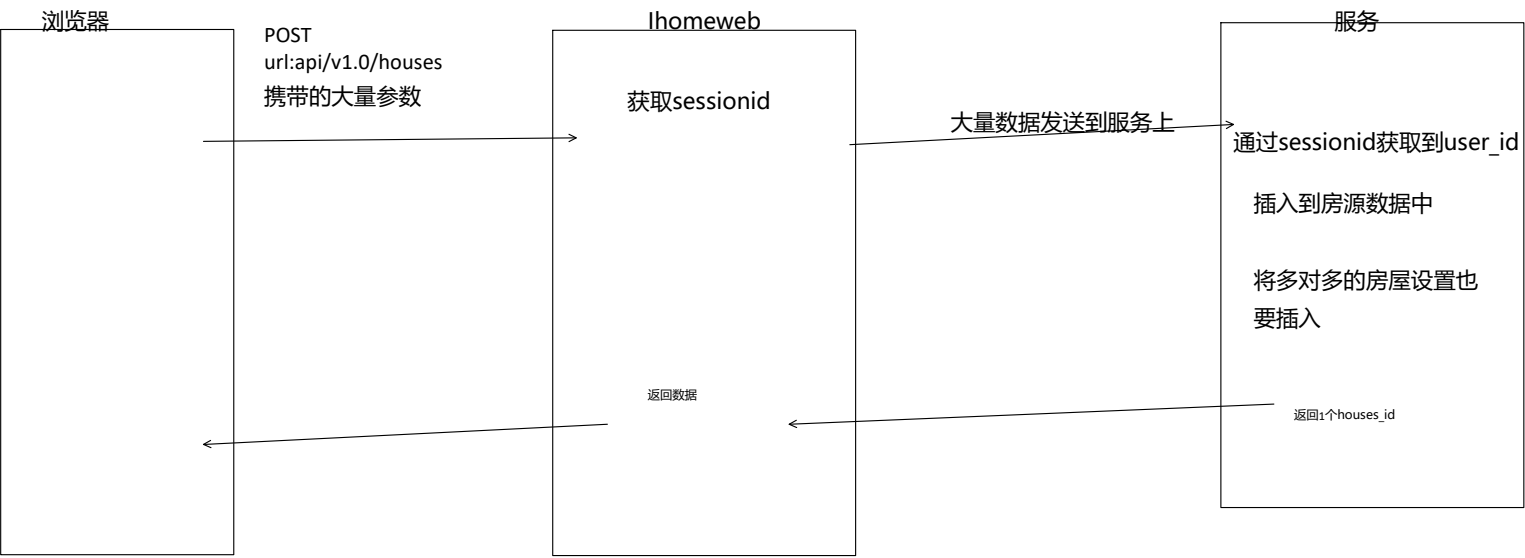 浏览器
Ihomeweb
服务
POST
url:api/v1.0/houses
携带的大量参数
获取sessionid
大量数据发送到服务上
通过sessionid获取到user_id
插入到房源数据中
将多对多的房屋设置也
要插入
返回数据
返回1个houses_id